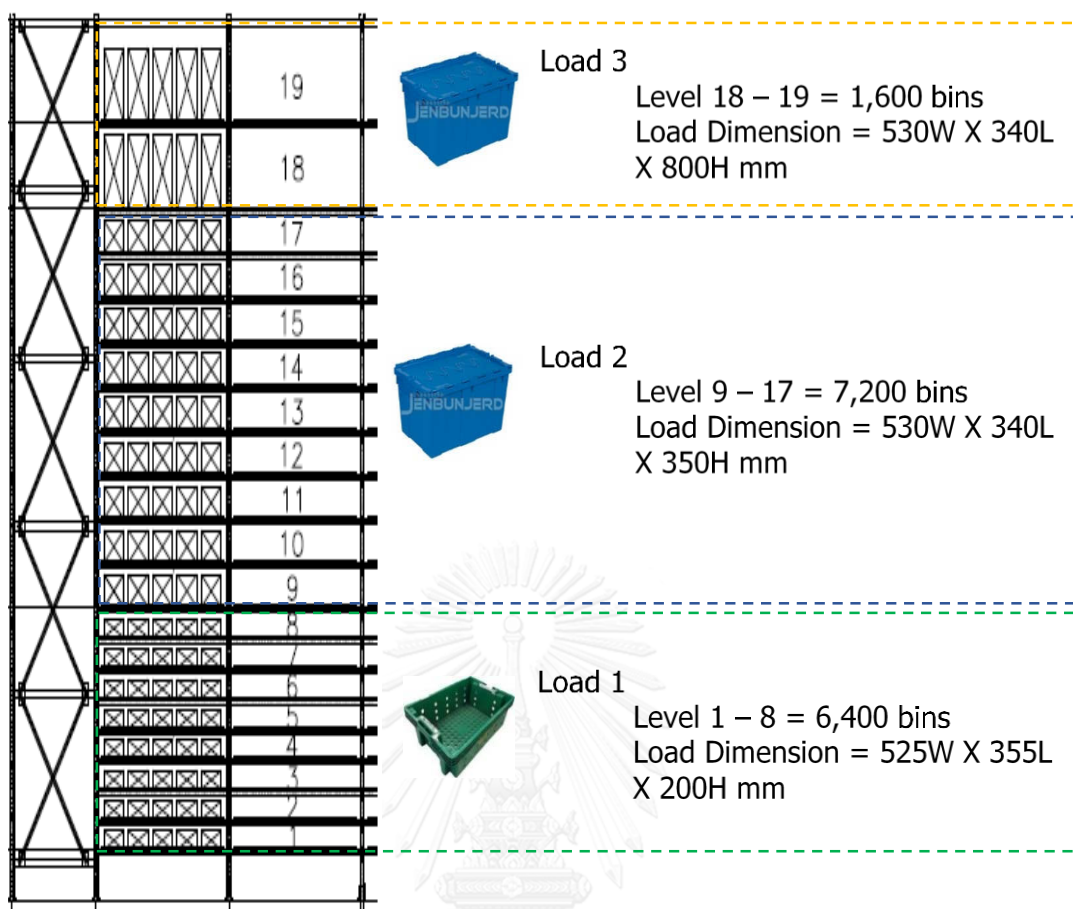 19
Load 3
Level 18 – 19 = 1,600 bins
Load Dimension = 530W X 340L
X 800H mm
JENBUNJERD
18
17
16
15
14
Load 2
Level 9 – 17 = 7,200 bins
Load Dimension = 530W X 340L
X 350H mm
JENBUNJERD
13
12
11
10
9
8
7
6
Load 1
Level 1 – 8 = 6,400 bins
Load Dimension = 525W X 355L
X 200H mm
5
4
3
2
1